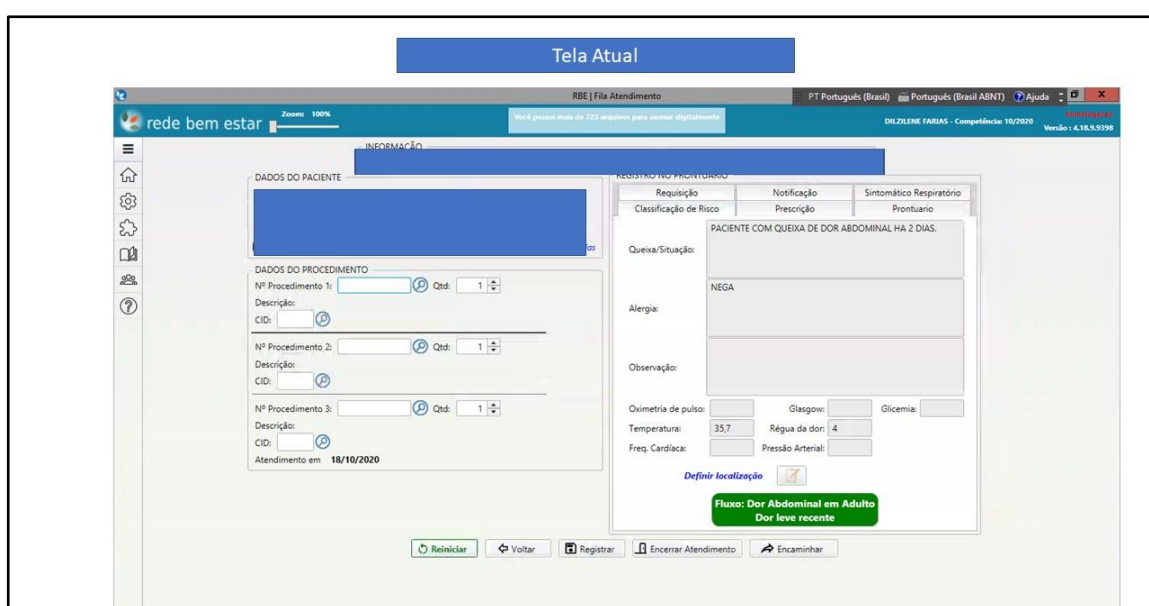 Tela Atual
RBE | Fila Atendimento
PT Português (Brasil) Português (Brasil ABNT) Ajuda
rede bem estar
Zoom: 100%
Você possui mais de 723 arquivos para assinar digitalmente
DILZILENE FARIAS - Competência: 10/2020
Versão : 4.18.5.9398
INFORMAÇÃO
DADOS DO PACIENTE
DADOS DO PROCEDIMENTO
Nº Procedimento 1: Qtd: 1
Descrição:
CID:
Nº Procedimento 2: Qtd: 1
Descrição:
CID:
Nº Procedimento 3: Qtd: 1
Descrição:
CID:
Atendimento em 18/10/2020
REGISTRO NO PRONTUÁRIO
Requisição Notificação Sintomático Respiratório
Classificação de Risco Prescrição Prontuario
Queixa/Situação: PACIENTE COM QUEIXA DE DOR ABDOMINAL HA 2 DIAS.
Alergia: NEGA
Observação:
Oximetria de pulso: Glasgow: Glicemia:
Temperatura: 35,7 Régua da dor: 4
Freq. Cardíaca: Pressão Arterial:
Definir localização
Fluxo: Dor Abdominal em Adulto
Dor leve recente
Reiniciar Voltar Registrar Encerrar Atendimento Encaminhar